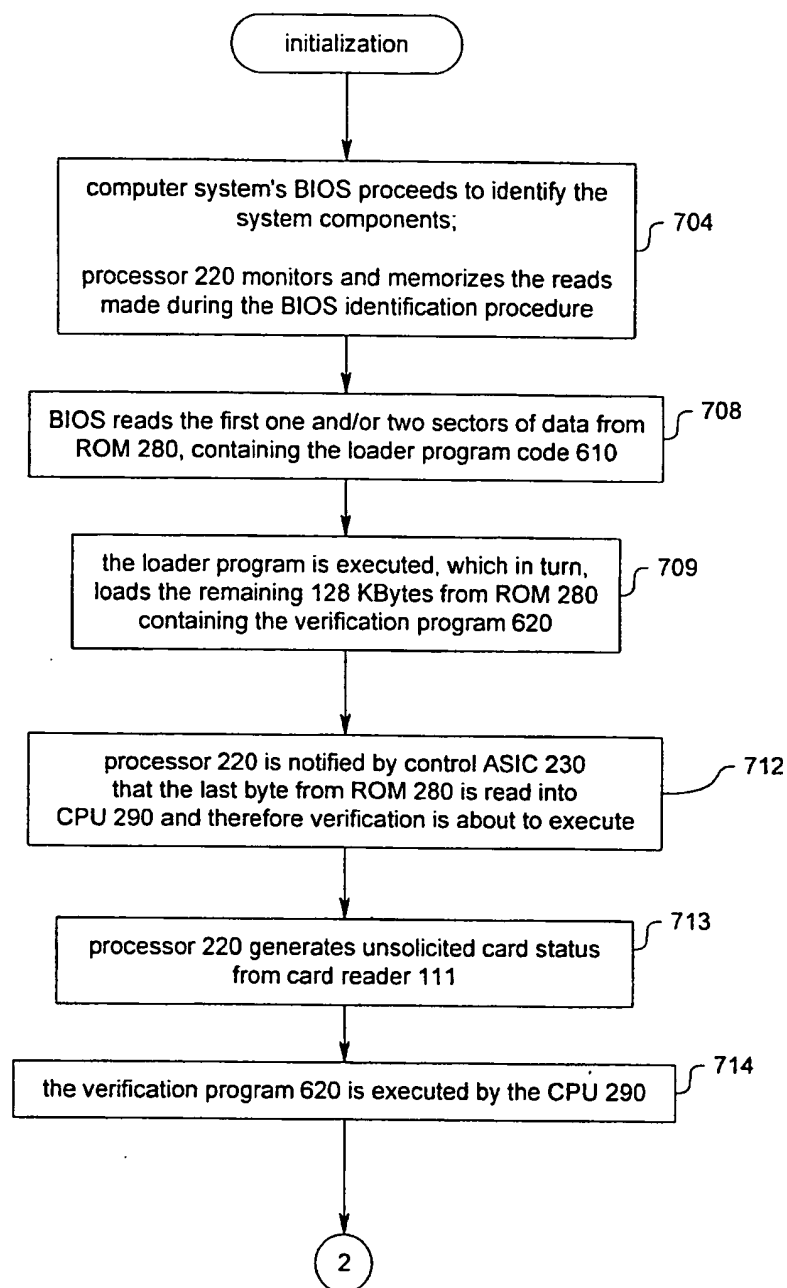 initialization
computer system's BIOS proceeds to identify the
system components;
processor 220 monitors and memorizes the reads
made during the BIOS identification procedure
704
BIOS reads the first one and/or two sectors of data from
ROM 280, containing the loader program code 610
708
the loader program is executed, which in turn,
loads the remaining 128 KBytes from ROM 280
containing the verification program 620
709
processor 220 is notified by control ASIC 230
that the last byte from ROM 280 is read into
CPU 290 and therefore verification is about to execute
712
processor 220 generates unsolicited card status
from card reader 111
713
the verification program 620 is executed by the CPU 290
714
2